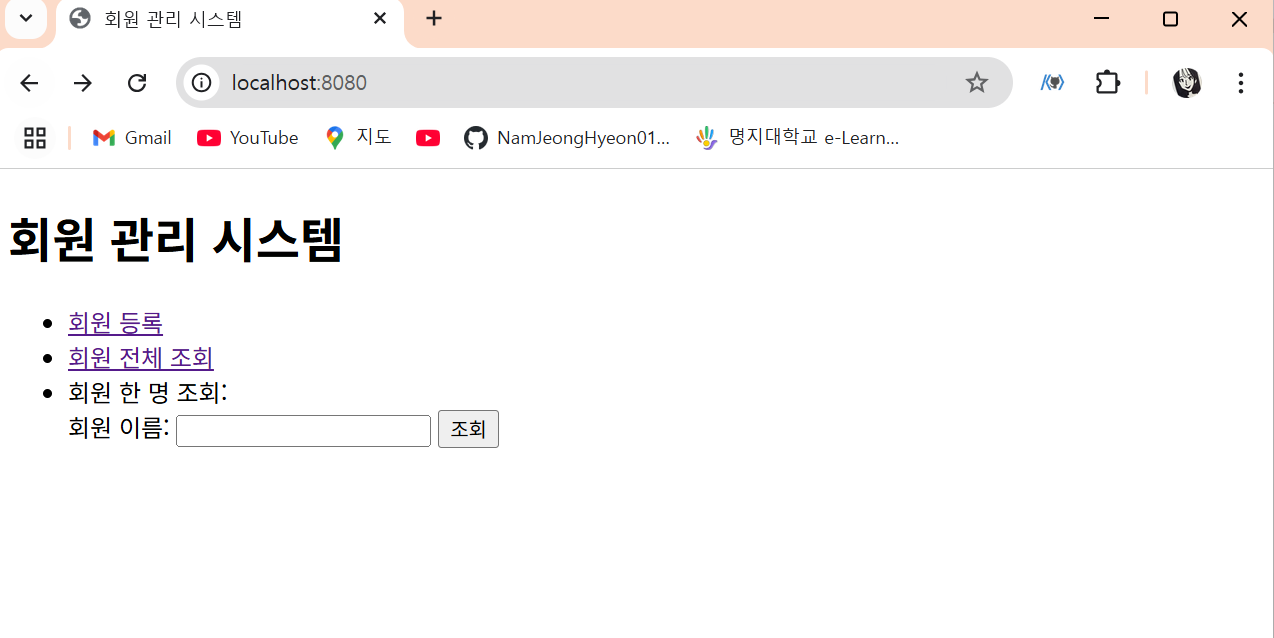 회원 관리 시스템
localhost:8080
Gmail YouTube 지도 NamJeongHyeon01... 명지대학교 e-Learn...
회원 관리 시스템
회원 등록
회원 전체 조회
회원 한 명 조회:
회원 이름: 조회